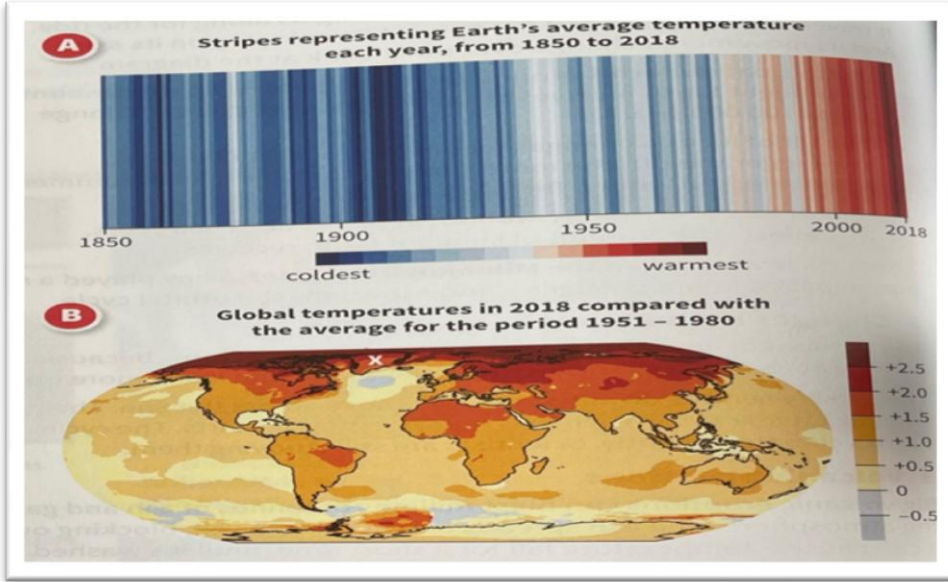 A
Stripes representing Earth's average temperature
each year, from 1850 to 2018
1850 1900 1950 2000 2018
coldest warmest
B
Global temperatures in 2018 compared with
the average for the period 1951 – 1980
X
+2.5
+2.0
+1.5
+1.0
+0.5
0
–0.5